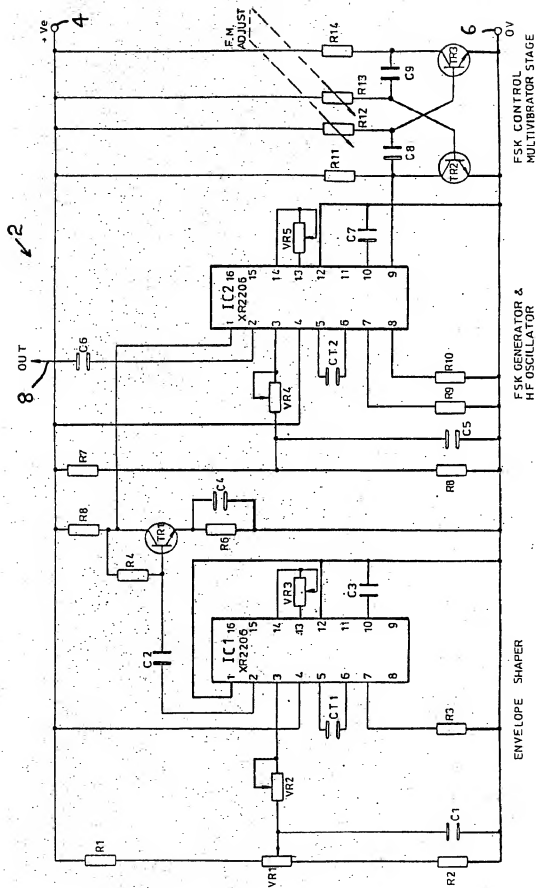 2
4
+Ve
6
0V
8
OUT
C6
F.M.
ADJUST
R1
VR1
R2
C1
VR2
IC1
XR2206
1
2
3
4
5
6
7
8
16
15
14
13
12
11
10
9
CT1
R3
VR3
C3
C2
R4
R8
TR1
R6
C4
R7
R8
C5
VR4
IC2
XR2206
1
2
3
4
5
6
7
8
16
15
14
13
12
11
10
9
CT.2
R9
R10
VR5
C7
R11
R12
R13
R14
C8
C9
TR2
TR3
ENVELOPE SHAPER
FSK GENERATOR &
HF OSCILLATOR
FSK CONTROL
MULTIVIBRATOR STAGE